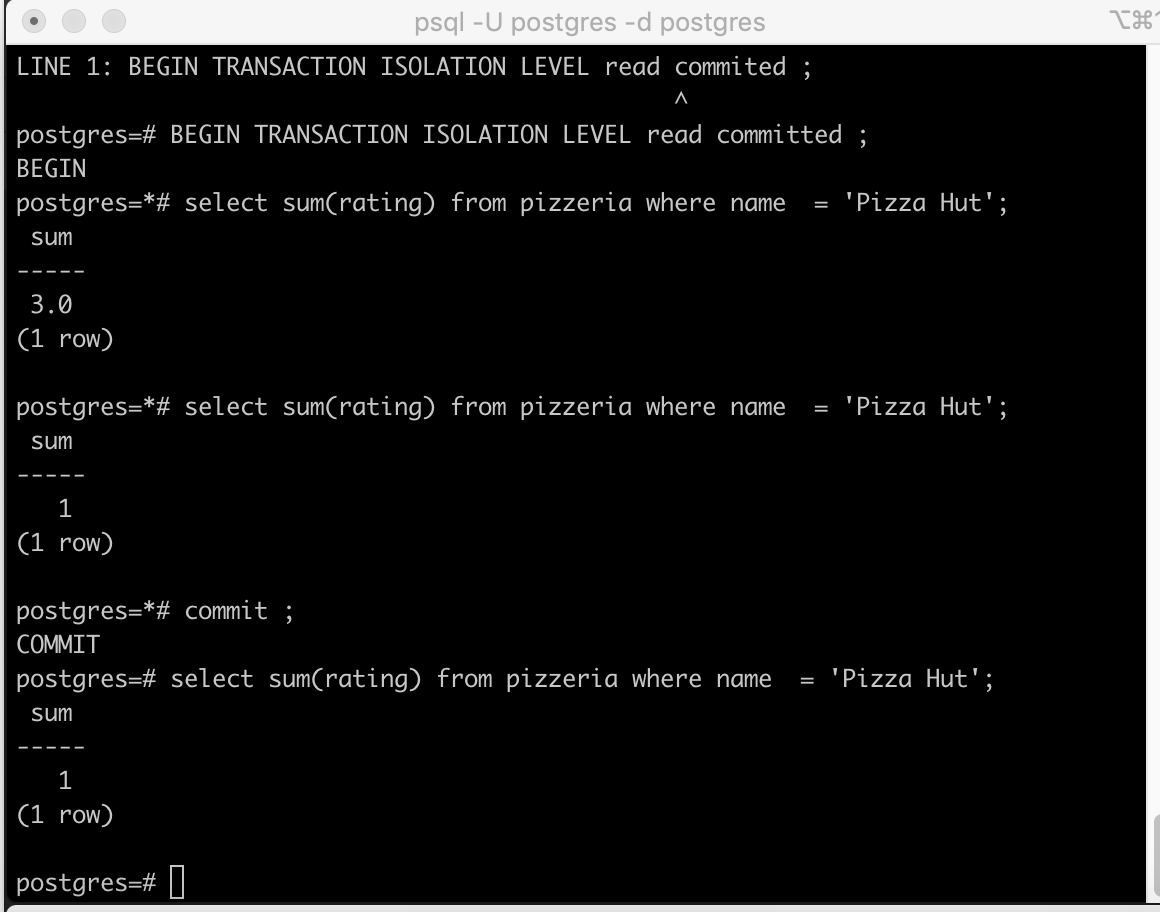 psql -U postgres -d postgres ⌥⌘
LINE 1: BEGIN TRANSACTION ISOLATION LEVEL read commited ;
^
postgres=# BEGIN TRANSACTION ISOLATION LEVEL read committed ;
BEGIN
postgres=*# select sum(rating) from pizzeria where name  = 'Pizza Hut';
sum
-----
3.0
(1 row)
postgres=*# select sum(rating) from pizzeria where name  = 'Pizza Hut';
sum
-----
1
(1 row)
postgres=*# commit ;
COMMIT
postgres=# select sum(rating) from pizzeria where name  = 'Pizza Hut';
sum
-----
1
(1 row)
postgres=#